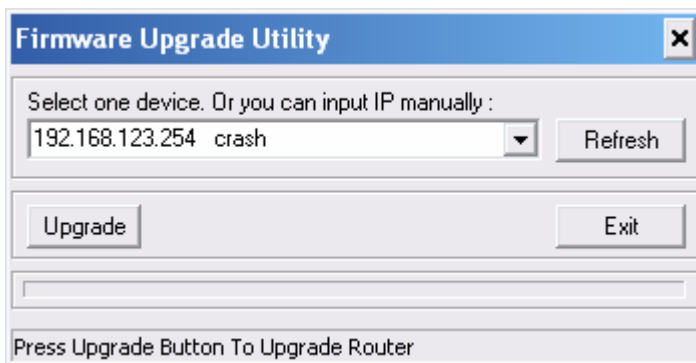 Firmware Upgrade Utility
Select one device. Or you can input IP manually :
192.168.123.254 crash
Refresh
Upgrade
Exit
Press Upgrade Button To Upgrade Router